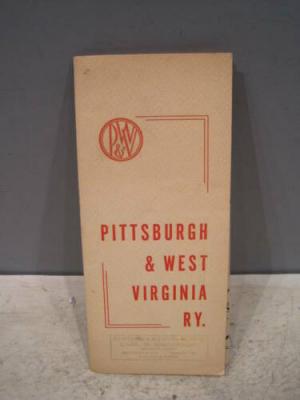 P&WV
PITTSBURGH
& WEST
VIRGINIA
RY.